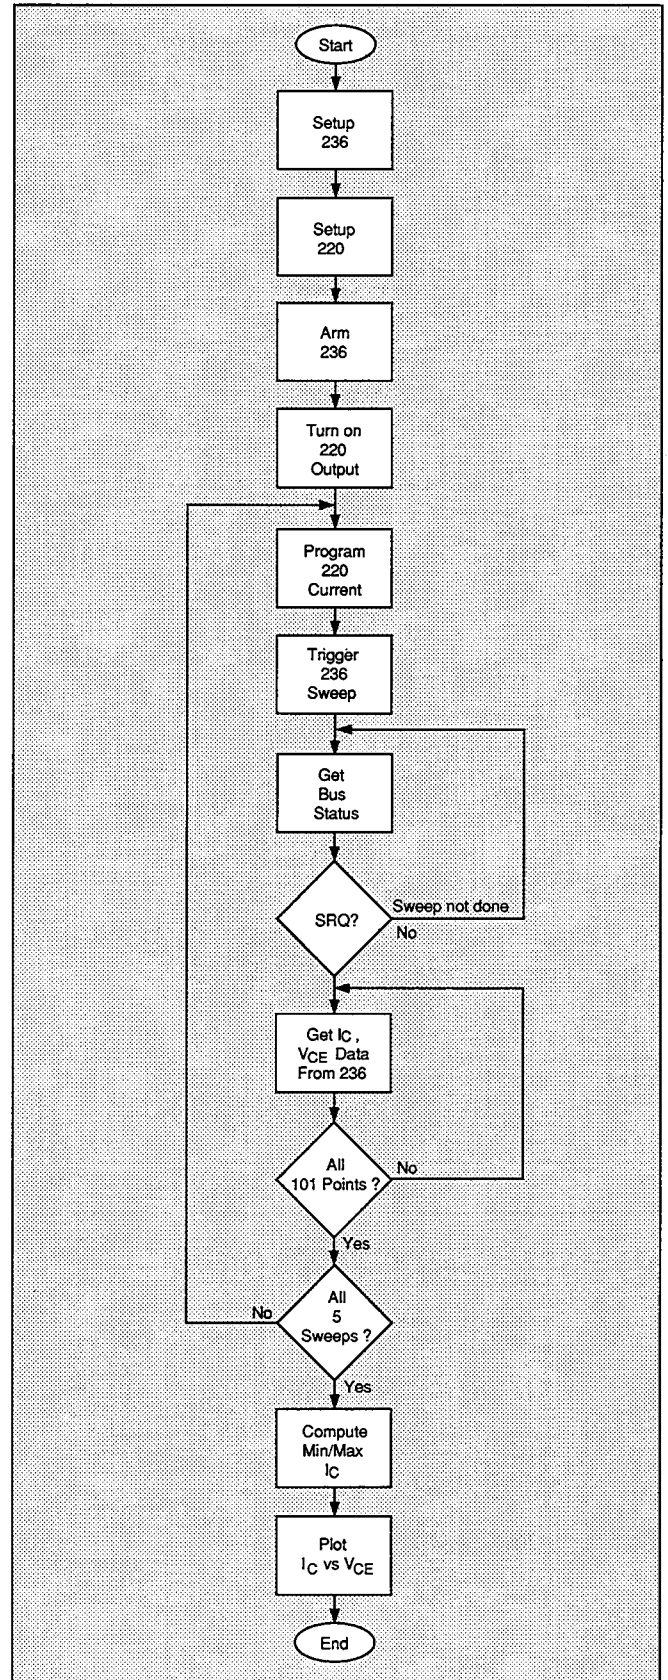 Start
Setup
236
Setup
220
Arm
236
Turn on
220
Output
Program
220
Current
Trigger
236
Sweep
Get
Bus
Status
SRQ?
Sweep not done
No
Get IC ,
VCE Data
From 236
All
101 Points ?
No
Yes
All
5
Sweeps ?
No
Yes
Compute
Min/Max
IC
Plot
IC vs VCE
End